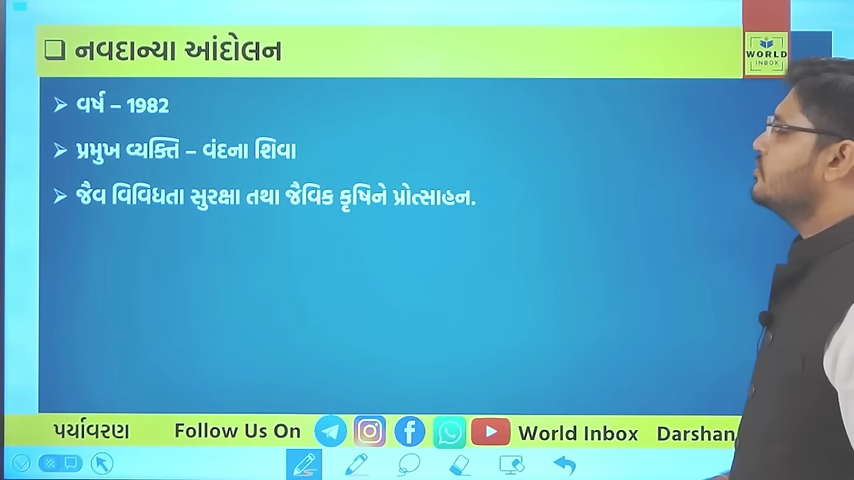 ❑ નવદાન્યા આંદોલન
WORLD
INBOX
➢ વર્ષ – 1982
➢ પ્રમુખ વ્યક્તિ – વંદના શિવા
➢ જૈવ વિવિધતા સુરક્ષા તથા જૈવિક કૃષિને પ્રોત્સાહન.
પર્યાવરણ Follow Us On World Inbox Darshan